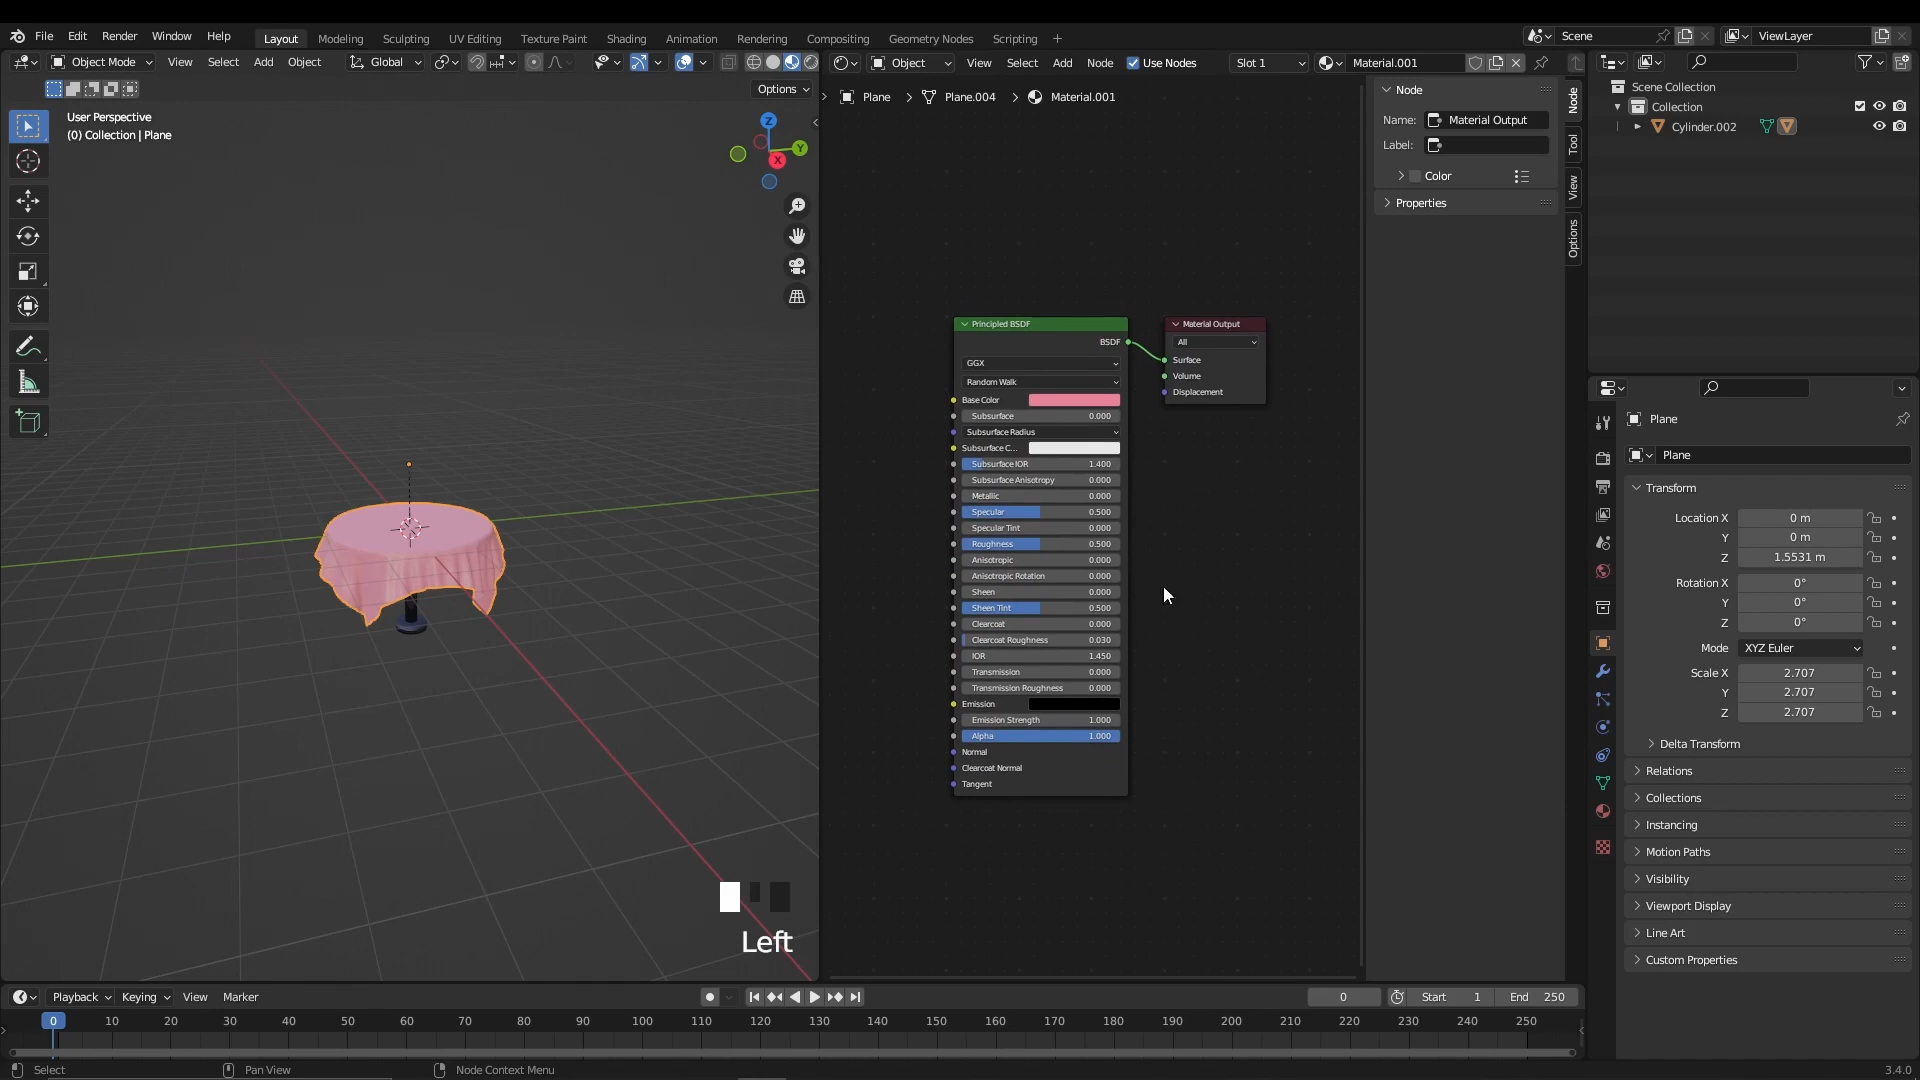 File Edit Render Window Help Layout Modeling Sculpting UV Editing Texture Paint Shading Animation Rendering Compositing Geometry Nodes Scripting + Scene ViewLayer
Object Mode View Select Add Object Global Object View Select Add Node Use Nodes Slot 1 Material.001
Options
Plane > Plane.004 > Material.001
User Perspective
(0) Collection | Plane
Z
Y
X
Node
Name: Material Output
Label:
Color
Properties
Node
Tool
View
Options
Scene Collection
Collection
Cylinder.002
Principled BSDF
BSDF
GGX
Random Walk
Base Color
Subsurface 0.000
Subsurface Radius
Subsurface C...
Subsurface IOR 1.400
Subsurface Anisotropy 0.000
Metallic 0.000
Specular 0.500
Specular Tint 0.000
Roughness 0.500
Anisotropic 0.000
Anisotropic Rotation 0.000
Sheen 0.000
Sheen Tint 0.500
Clearcoat 0.000
Clearcoat Roughness 0.030
IOR 1.450
Transmission 0.000
Transmission Roughness 0.000
Emission
Emission Strength 1.000
Alpha 1.000
Normal
Clearcoat Normal
Tangent
Material Output
All
Surface
Volume
Displacement
Plane
Plane
Transform
Location X 0 m
Y 0 m
Z 1.5531 m
Rotation X 0°
Y 0°
Z 0°
Mode XYZ Euler
Scale X 2.707
Y 2.707
Z 2.707
Delta Transform
Relations
Collections
Instancing
Motion Paths
Visibility
Viewport Display
Line Art
Custom Properties
Left
Playback Keying View Marker 0 Start 1 End 250
0 10 20 30 40 50 60 70 80 90 100 110 120 130 140 150 160 170 180 190 200 210 220 230 240 250
Select Pan View Node Context Menu 3.4.0